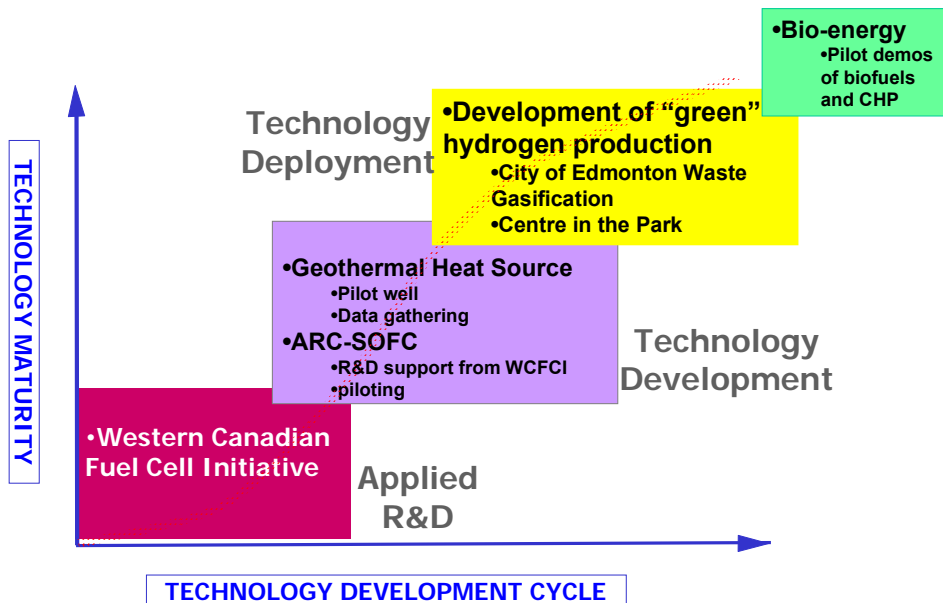 •Bio-energy
•Pilot demos
of biofuels
and CHP
Technology
Deployment
•Development of “green”
hydrogen production
•City of Edmonton Waste
Gasification
•Centre in the Park
TECHNOLOGY MATURITY
•Geothermal Heat Source
•Pilot well
•Data gathering
•ARC-SOFC
•R&D support from WCFCI
•piloting
Technology
Development
•Western Canadian
Fuel Cell Initiative
Applied
R&D
TECHNOLOGY DEVELOPMENT CYCLE